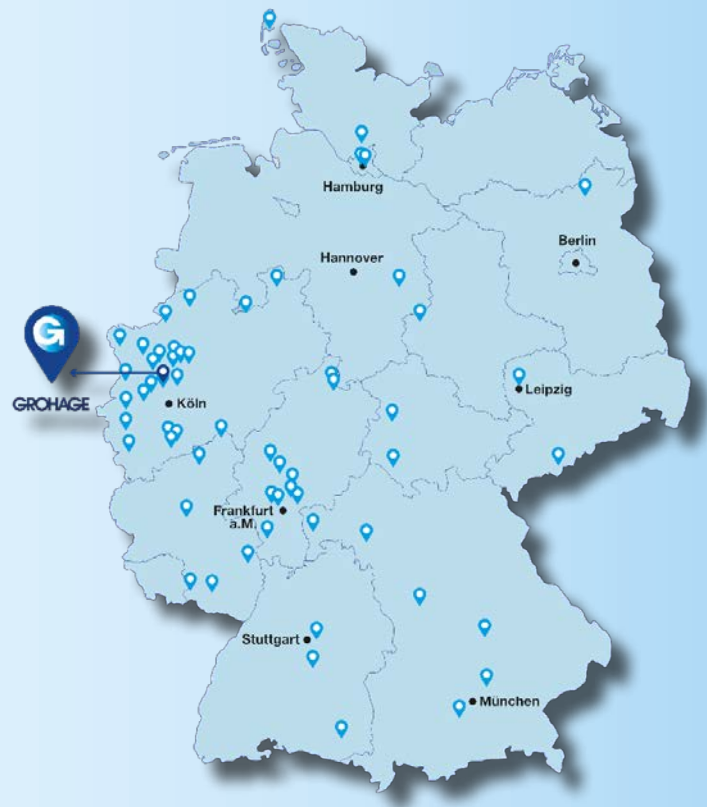 Hamburg
Berlin
Hannover
G
GROHAGE
Köln
Leipzig
Frankfurt
a.M.
Stuttgart
München